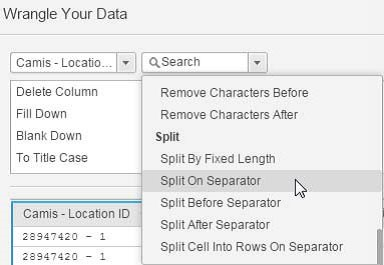 Wrangle Your Data
Camis - Locatio...
Search
Delete Column
Fill Down
Blank Down
To Title Case
Remove Characters Before
Remove Characters After
Split
Split By Fixed Length
Split On Separator
Split Before Separator
Split After Separator
Split Cell Into Rows On Separator
Camis - Location ID
28947420 - 1
28947420 - 1